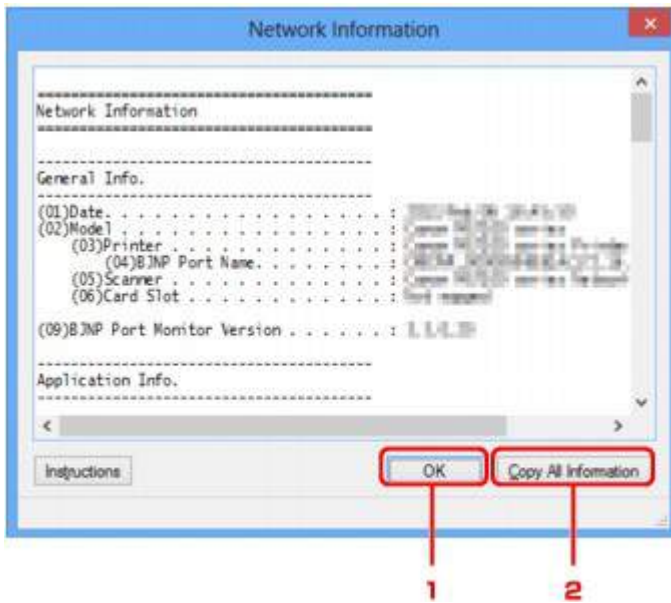 Network Information
========================================
Network Information
========================================
----------------------------------------
General Info.
----------------------------------------
(01)Date. . . . . . . . . . . . . . . . . :
(02)Model . . . . . . . . . . . . . . . . :
(03)Printer . . . . . . . . . . . . . . :
(04)BJNP Port Name. . . . . . . . . . :
(05)Scanner . . . . . . . . . . . . . . :
(06)Card Slot . . . . . . . . . . . . . :
(09)BJNP Port Monitor Version . . . . . . :
----------------------------------------
Application Info.
----------------------------------------
Instructions
OK
Copy All Information
1
2